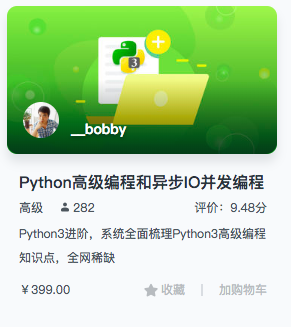 3
__bobby
Python高级编程和异步IO并发编程
高级 282 评价：9.48分
Python3进阶，系统全面梳理Python3高级编程
知识点，全网稀缺
￥399.00 收藏 | 加购物车